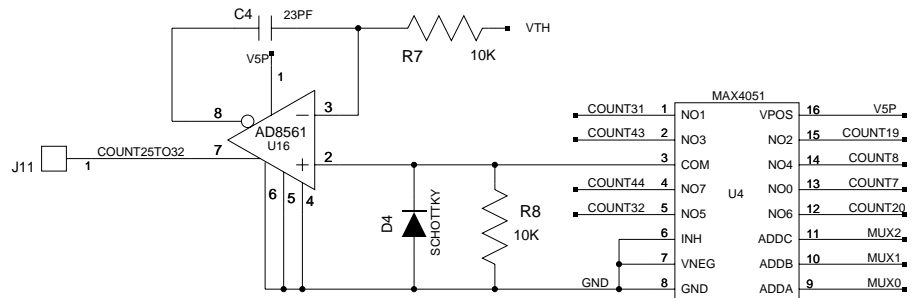 C4 23PF
VTH
R7 10K
V5P
1
8
3
AD8561
U16
7
2
6
5
4
J11
1
COUNT25TO32
D4
SCHOTTKY
R8
10K
GND
MAX4051
U4
COUNT31 1 NO1 VPOS 16 V5P
COUNT43 2 NO3 NO2 15 COUNT19
3 COM NO4 14 COUNT8
COUNT44 4 NO7 NO0 13 COUNT7
COUNT32 5 NO5 NO6 12 COUNT20
6 INH ADDC 11 MUX2
7 VNEG ADDB 10 MUX1
8 GND ADDA 9 MUX0